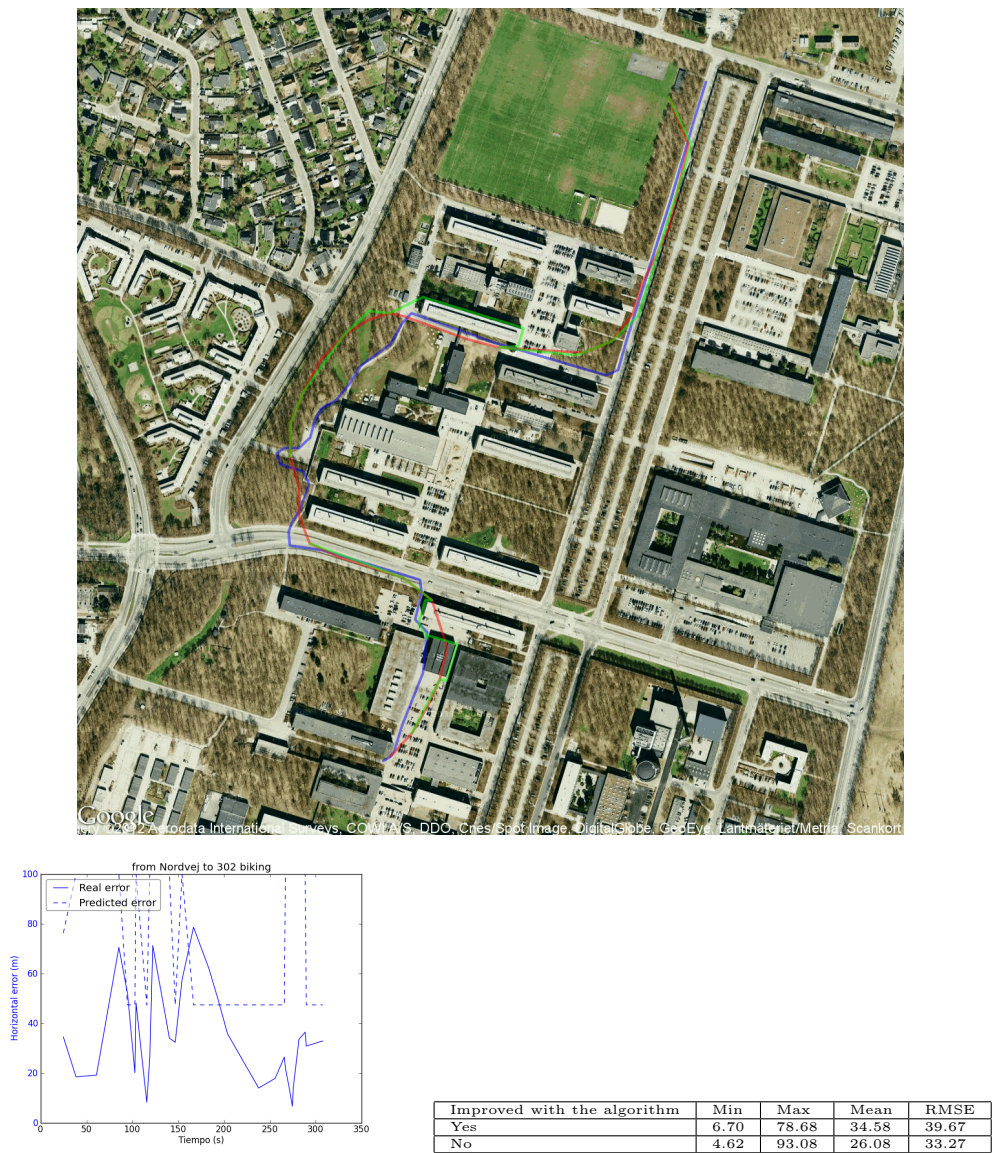 Google
2012 Aerodata International Surveys, COWI A/S, DDO, Cnes/Spot Image, DigitalGlobe, GeoEye, Lantmäteriet/Metria, Scankort
from Nordvej to 302 biking
Real error
Predicted error
100
80
60
40
20
0
Horizontal error (m)
0 50 100 150 200 250 300 350
Tiempo (s)
Improved with the algorithm Min Max Mean RMSE
Yes 6.70 78.68 34.58 39.67
No 4.62 93.08 26.08 33.27